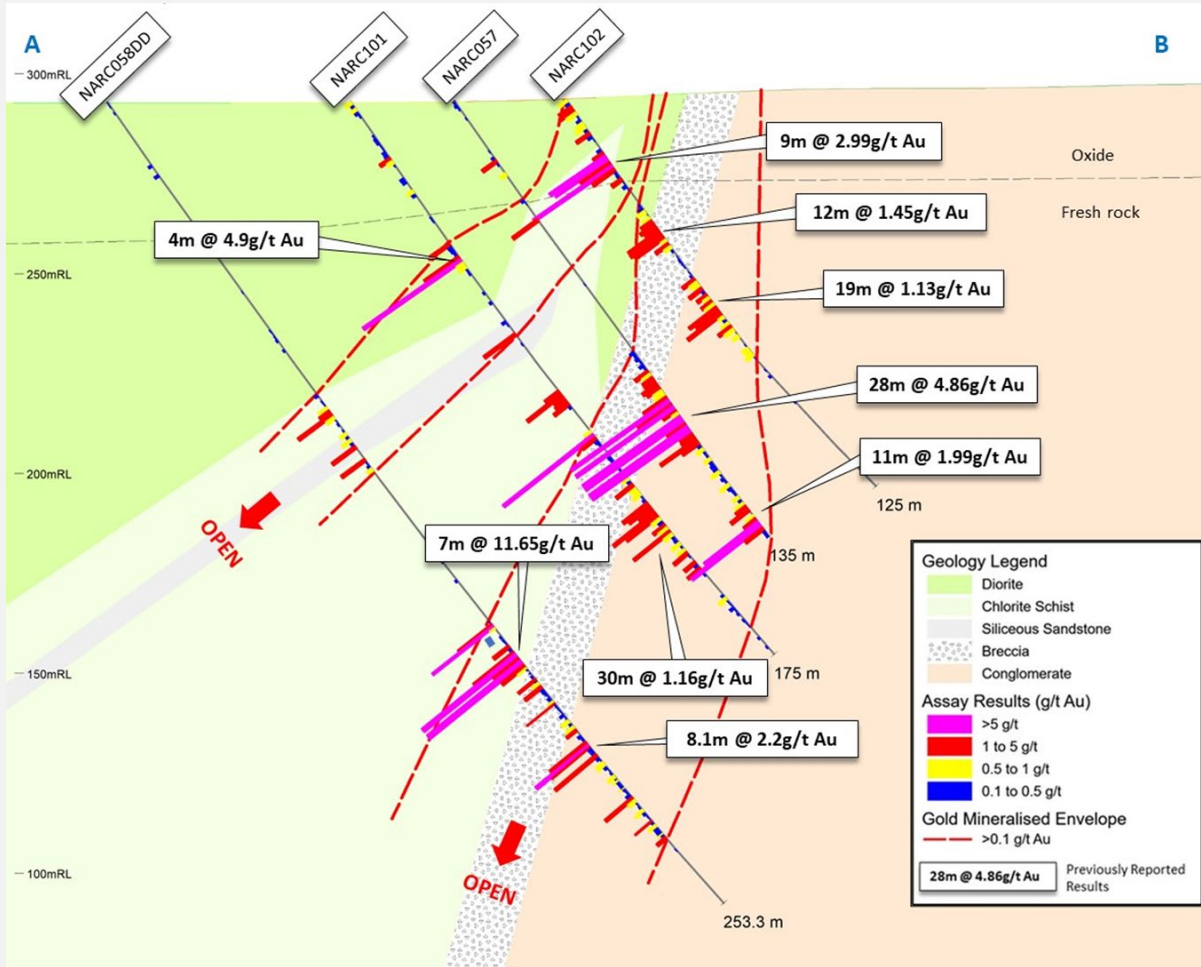 A
B
NARC058DD
NARC101
NARC057
NARC102
300mRL
250mRL
200mRL
150mRL
100mRL
Oxide
Fresh rock
9m @ 2.99g/t Au
12m @ 1.45g/t Au
4m @ 4.9g/t Au
19m @ 1.13g/t Au
28m @ 4.86g/t Au
11m @ 1.99g/t Au
125 m
OPEN
7m @ 11.65g/t Au
135 m
30m @ 1.16g/t Au
175 m
8.1m @ 2.2g/t Au
OPEN
253.3 m
Geology Legend
Diorite
Chlorite Schist
Siliceous Sandstone
Breccia
Conglomerate
Assay Results (g/t Au)
>5 g/t
1 to 5 g/t
0.5 to 1 g/t
0.1 to 0.5 g/t
Gold Mineralised Envelope
>0.1 g/t Au
28m @ 4.86g/t Au
Previously Reported
Results